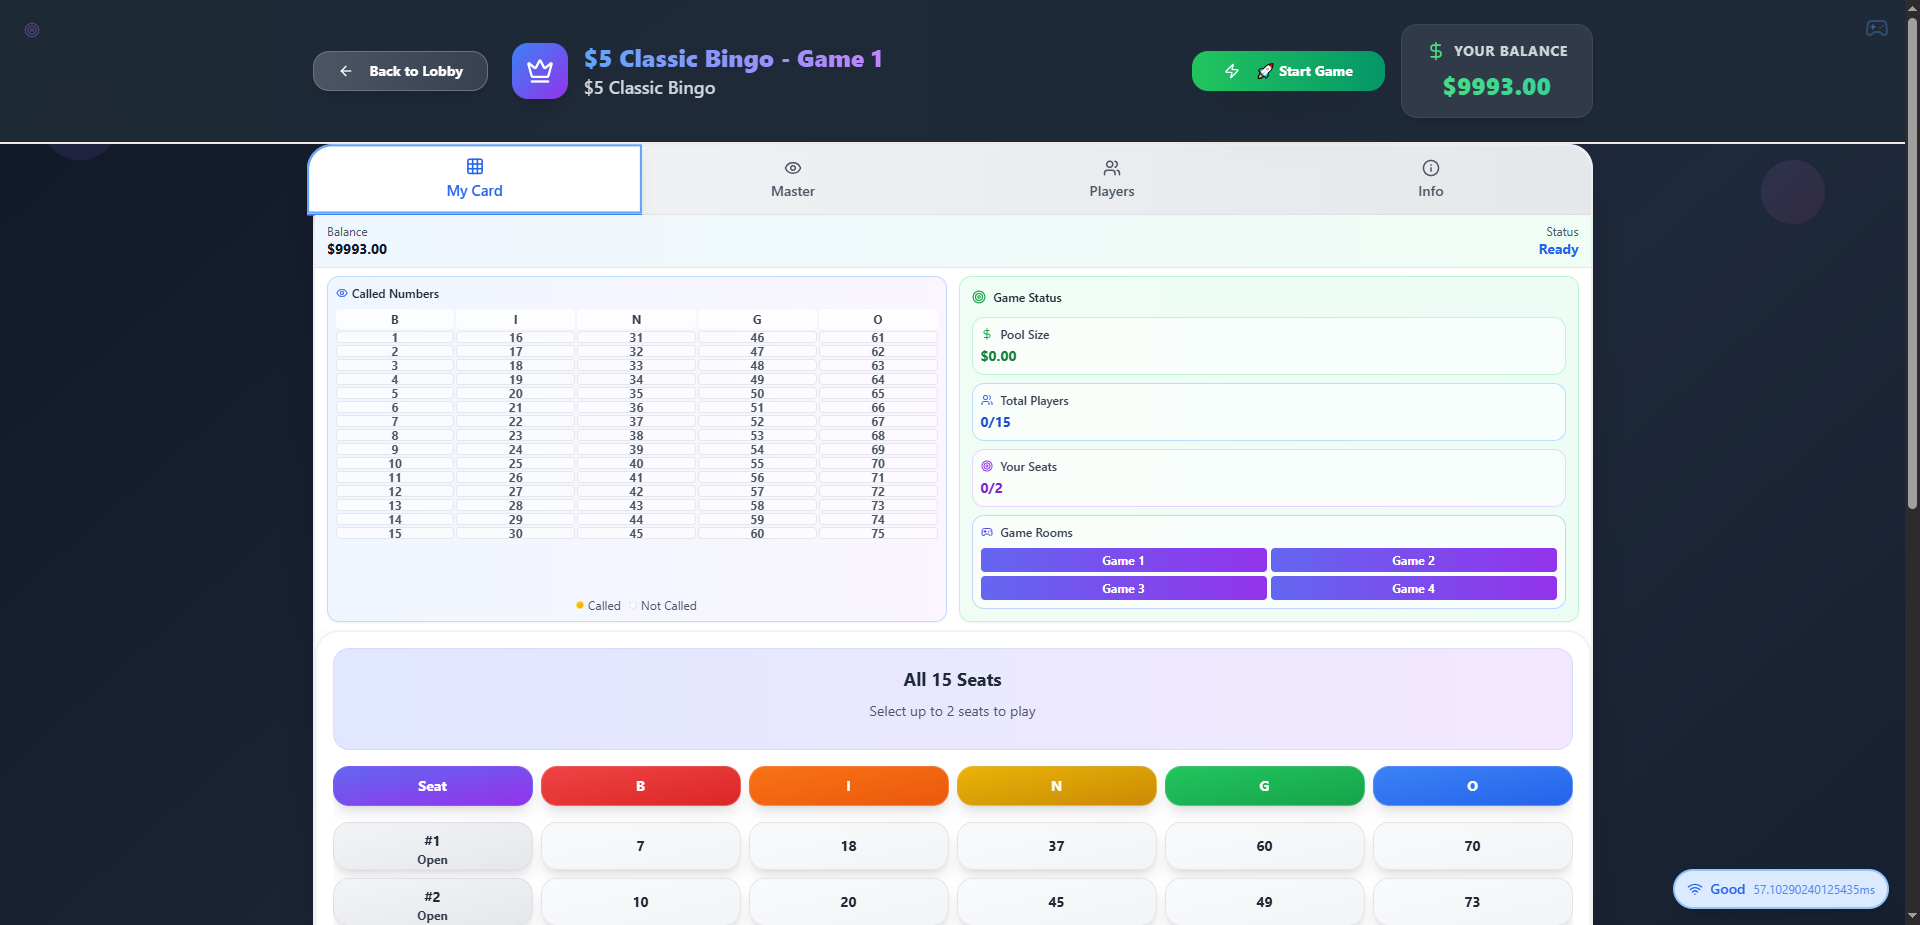 Back to Lobby
$5 Classic Bingo - Game 1
$5 Classic Bingo
🚀 Start Game
YOUR BALANCE
$9993.00
My Card
Master
Players
Info
Balance
$9993.00
Status
Ready
Called Numbers
B I N G O
1 16 31 46 61
2 17 32 47 62
3 18 33 48 63
4 19 34 49 64
5 20 35 50 65
6 21 36 51 66
7 22 37 52 67
8 23 38 53 68
9 24 39 54 69
10 25 40 55 70
11 26 41 56 71
12 27 42 57 72
13 28 43 58 73
14 29 44 59 74
15 30 45 60 75
Called Not Called
Game Status
Pool Size
$0.00
Total Players
0/15
Your Seats
0/2
Game Rooms
Game 1 Game 2
Game 3 Game 4
All 15 Seats
Select up to 2 seats to play
Seat B I N G O
#1
Open
7 18 37 60 70
#2
Open
10 20 45 49 73
Good 57.10290240125435ms